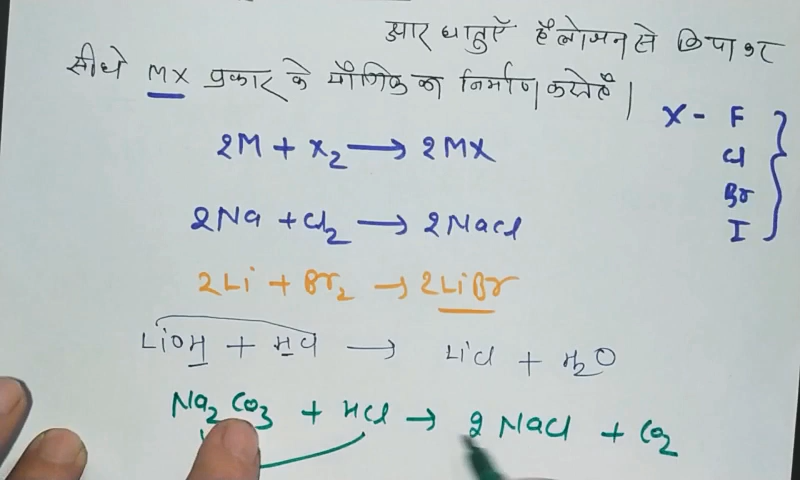 क्षार धातुएँ हैलोजन से क्रिया कर
सीधे MX प्रकार के यौगिक का निर्माण करते हैं।
X - F
Cl
Br
I
2M + X₂ → 2MX
2Na + Cl₂ → 2NaCl
2Li + Br₂ → 2LiBr
LiOH + HCl → LiCl + H₂O
Na₂CO₃ + HCl → 2NaCl + CO₂